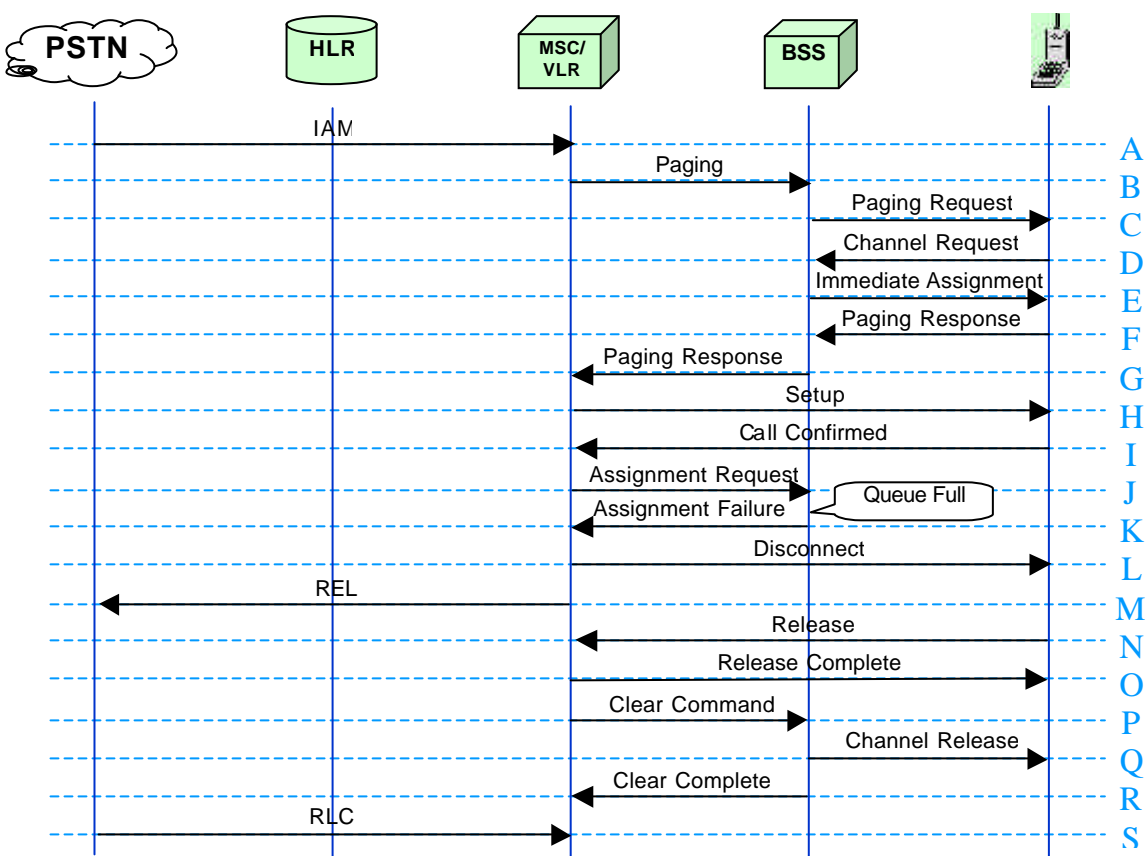 PSTN
HLR
MSC/
VLR
BSS
IAM
A
Paging
B
Paging Request
C
Channel Request
D
Immediate Assignment
E
Paging Response
F
Paging Response
G
Setup
H
Call Confirmed
I
Assignment Request
Queue Full
J
Assignment Failure
K
Disconnect
L
REL
M
Release
N
Release Complete
O
Clear Command
P
Channel Release
Q
Clear Complete
R
RLC
S